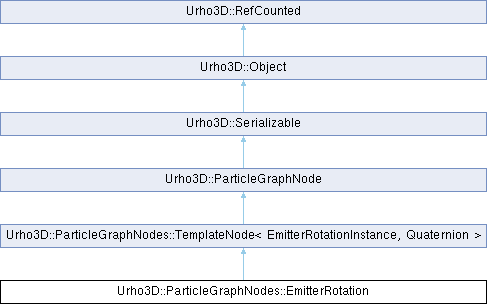 Urho3D::RefCounted
Urho3D::Object
Urho3D::Serializable
Urho3D::ParticleGraphNode
Urho3D::ParticleGraphNodes::TemplateNode< EmitterRotationInstance, Quaternion >
Urho3D::ParticleGraphNodes::EmitterRotation